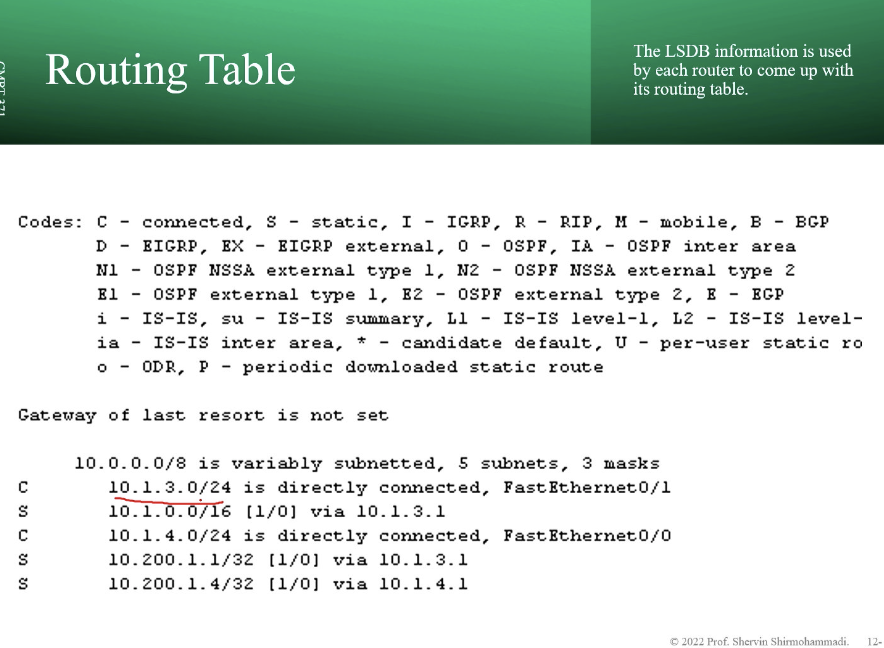 Routing Table
The LSDB information is used
by each router to come up with
its routing table.
Codes: C - connected, S - static, I - IGRP, R - RIP, M - mobile, B - BGP
D - EIGRP, EX - EIGRP external, O - OSPF, IA - OSPF inter area
N1 - OSPF NSSA external type 1, N2 - OSPF NSSA external type 2
E1 - OSPF external type 1, E2 - OSPF external type 2, E - EGP
i - IS-IS, su - IS-IS summary, L1 - IS-IS level-1, L2 - IS-IS level-
ia - IS-IS inter area, * - candidate default, U - per-user static ro
o - ODR, P - periodic downloaded static route
Gateway of last resort is not set
10.0.0.0/8 is variably subnetted, 5 subnets, 3 masks
C 10.1.3.0/24 is directly connected, FastEthernet0/1
S 10.1.0.0/16 [1/0] via 10.1.3.1
C 10.1.4.0/24 is directly connected, FastEthernet0/0
S 10.200.1.1/32 [1/0] via 10.1.3.1
S 10.200.1.4/32 [1/0] via 10.1.4.1
© 2022 Prof. Shervin Shirmohammadi. 12-